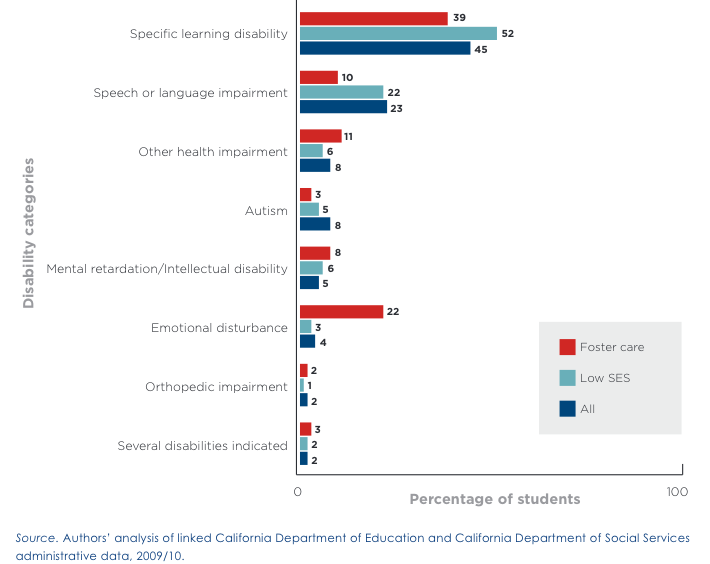 Specific learning disability
39
52
45
Speech or language impairment
10
22
23
Other health impairment
11
6
8
Autism
3
5
8
Mental retardation/Intellectual disability
8
6
5
Emotional disturbance
22
3
4
Orthopedic impairment
2
1
2
Several disabilities indicated
3
2
2
Disability categories
Foster care
Low SES
All
0
100
Percentage of students
Source. Authors’ analysis of linked California Department of Education and California Department of Social Services
administrative data, 2009/10.